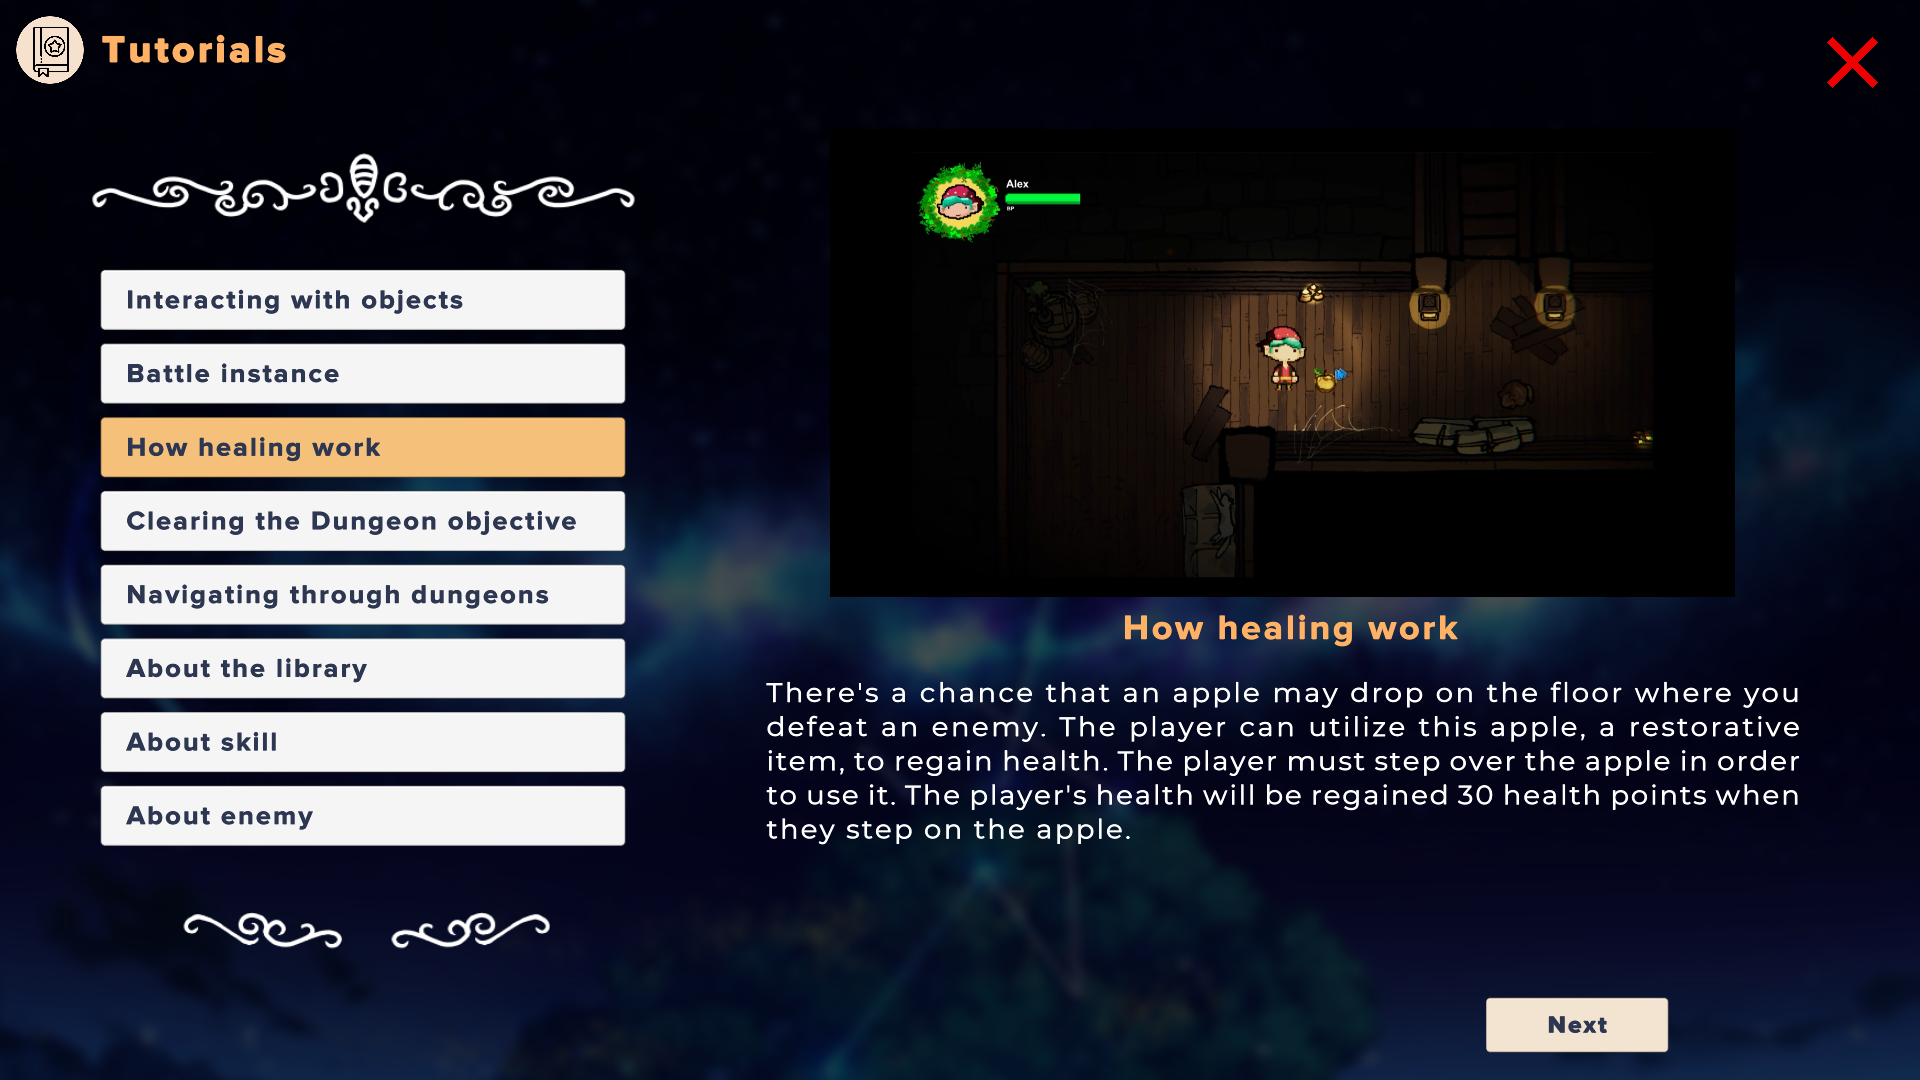 Tutorials
Interacting with objects
Battle instance
How healing work
Clearing the Dungeon objective
Navigating through dungeons
About the library
About skill
About enemy
Alex
BP
How healing work
There's a chance that an apple may drop on the floor where you
defeat an enemy. The player can utilize this apple, a restorative
item, to regain health. The player must step over the apple in order
to use it. The player's health will be regained 30 health points when
they step on the apple.
Next